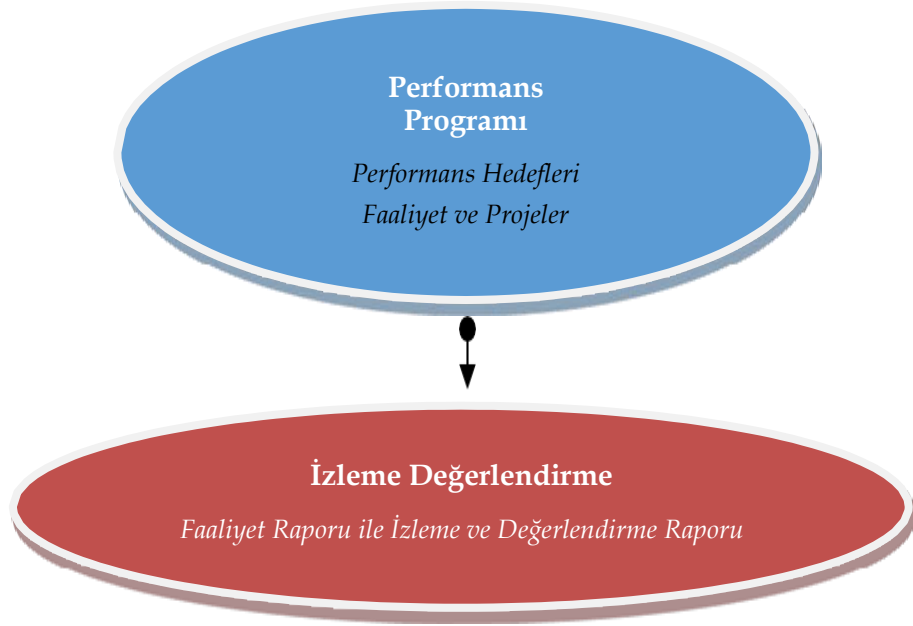 Performans
Programı
Performans Hedefleri
Faaliyet ve Projeler
İzleme Değerlendirme
Faaliyet Raporu ile İzleme ve Değerlendirme Raporu